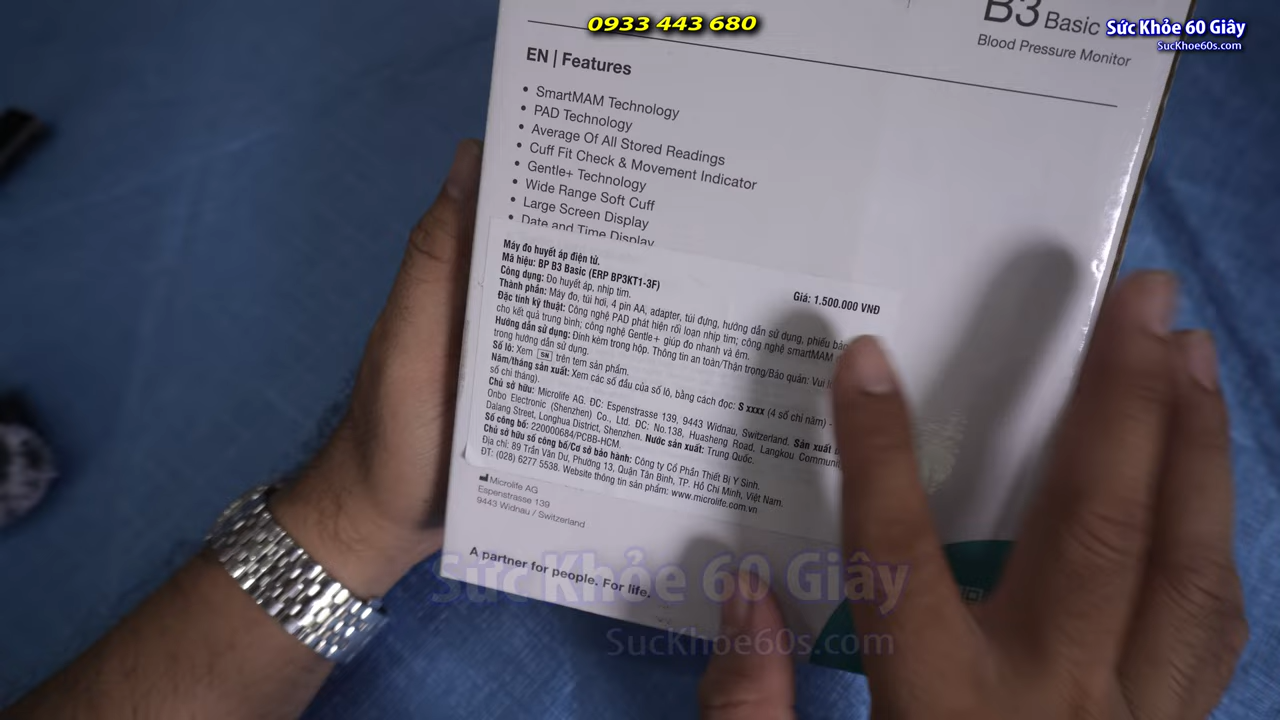 0933 443 680
Sức Khỏe 60 Giây
SucKhoe60s.com
B3 Basic
Blood Pressure Monitor
EN | Features
• SmartMAM Technology
• PAD Technology
• Average Of All Stored Readings
• Cuff Fit Check & Movement Indicator
• Gentle+ Technology
• Wide Range Soft Cuff
• Large Screen Display
• Date and Time Display
Máy đo huyết áp điện tử.
Mã hiệu: BP B3 Basic (ERP BP3KT1-3F)
Giá: 1.500.000 VNĐ
Công dụng: Đo huyết áp, nhịp tim.
Thành phần: Máy đo, túi hơi, 4 pin AA, adapter, túi đựng, hướng dẫn sử dụng, phiếu
Đặc tính kỹ thuật: Công nghệ PAD phát hiện rối loạn nhịp tim; công nghệ smartMAM
cho kết quả trung bình; công nghệ Gentle+ giúp đo nhanh và êm.
Hướng dẫn sử dụng: Đính kèm trong hộp. Thông tin an toàn/Thận trọng/Bảo quản: Vui
trong hướng dẫn sử dụng.
Số lô: Xem SN trên tem sản phẩm.
Năm/tháng sản xuất: Xem các số đầu của số lô, bằng cách đọc: S xxxx (4 số chỉ năm) -
số chỉ tháng).
Chủ sở hữu: Microlife AG. ĐC: Espenstrasse 139, 9443 Widnau, Switzerland. Sản xuất
Onbo Electronic (Shenzhen) Co., Ltd. ĐC: No.138, Huasheng Road, Langkou
Dalang Street, Longhua District, Shenzhen. Nước sản xuất: Trung Quốc.
Số công bố: 220000684/PCBB-HCM.
Chủ sở hữu số công bố/Cơ sở bảo hành: Công ty Cổ Phần Thiết Bị Y Sinh.
Địa chỉ: 89 Trần Văn Dư, Phường 13, Quận Tân Bình, TP. Hồ Chí Minh, Việt Nam.
ĐT: (028) 6277 5538. Website thông tin sản phẩm: www.microlife.com.vn
Microlife AG
Espenstrasse 139
9443 Widnau / Switzerland
A partner for people. For life.
Sức Khỏe 60 Giây
SucKhoe60s.com